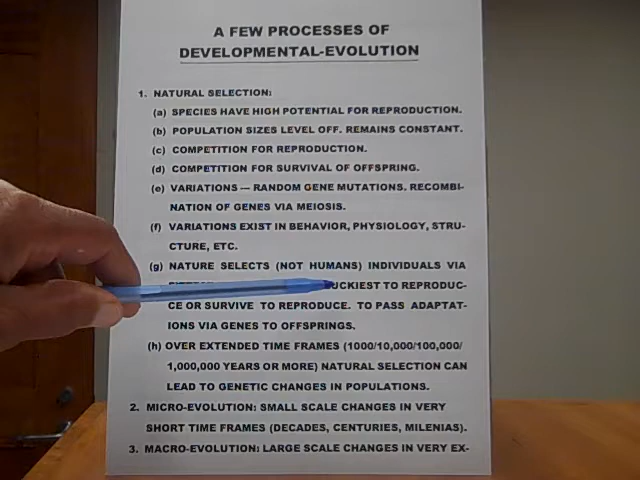 A FEW PROCESSES OF
DEVELOPMENTAL-EVOLUTION
1. NATURAL SELECTION:
(a) SPECIES HAVE HIGH POTENTIAL FOR REPRODUCTION.
(b) POPULATION SIZES LEVEL OFF. REMAINS CONSTANT.
(c) COMPETITION FOR REPRODUCTION.
(d) COMPETITION FOR SURVIVAL OF OFFSPRING.
(e) VARIATIONS — RANDOM GENE MUTATIONS. RECOMBI-
NATION OF GENES VIA MEIOSIS.
(f) VARIATIONS EXIST IN BEHAVIOR, PHYSIOLOGY, STRU-
CTURE, ETC.
(g) NATURE SELECTS (NOT HUMANS) INDIVIDUALS VIA
TO REPRODUC-
CE OR SURVIVE TO REPRODUCE. TO PASS ADAPTAT-
IONS VIA GENES TO OFFSPRINGS.
(h) OVER EXTENDED TIME FRAMES (1000/10,000/100,000/
1,000,000 YEARS OR MORE) NATURAL SELECTION CAN
LEAD TO GENETIC CHANGES IN POPULATIONS.
2. MICRO-EVOLUTION: SMALL SCALE CHANGES IN VERY
SHORT TIME FRAMES (DECADES, CENTURIES, MILENIAS).
3. MACRO-EVOLUTION: LARGE SCALE CHANGES IN VERY EX-